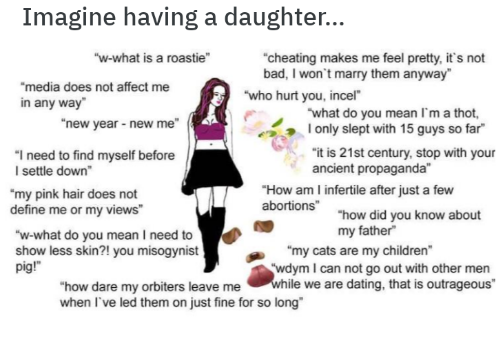 Imagine having a daughter...
"w-what is a roastie"
"cheating makes me feel pretty, it's not
bad, I won't marry them anyway"
"media does not affect me
in any way"
"who hurt you, incel"
"new year - new me"
"what do you mean I'm a thot,
I only slept with 15 guys so far"
"I need to find myself before
I settle down"
"it is 21st century, stop with your
ancient propaganda"
"my pink hair does not
define me or my views"
"How am I infertile after just a few
abortions"
"how did you know about
my father"
"w-what do you mean I need to
show less skin?! you misogynist
pig!"
"my cats are my children"
"wdym I can not go out with other men
while we are dating, that is outrageous"
"how dare my orbiters leave me
when I've led them on just fine for so long"